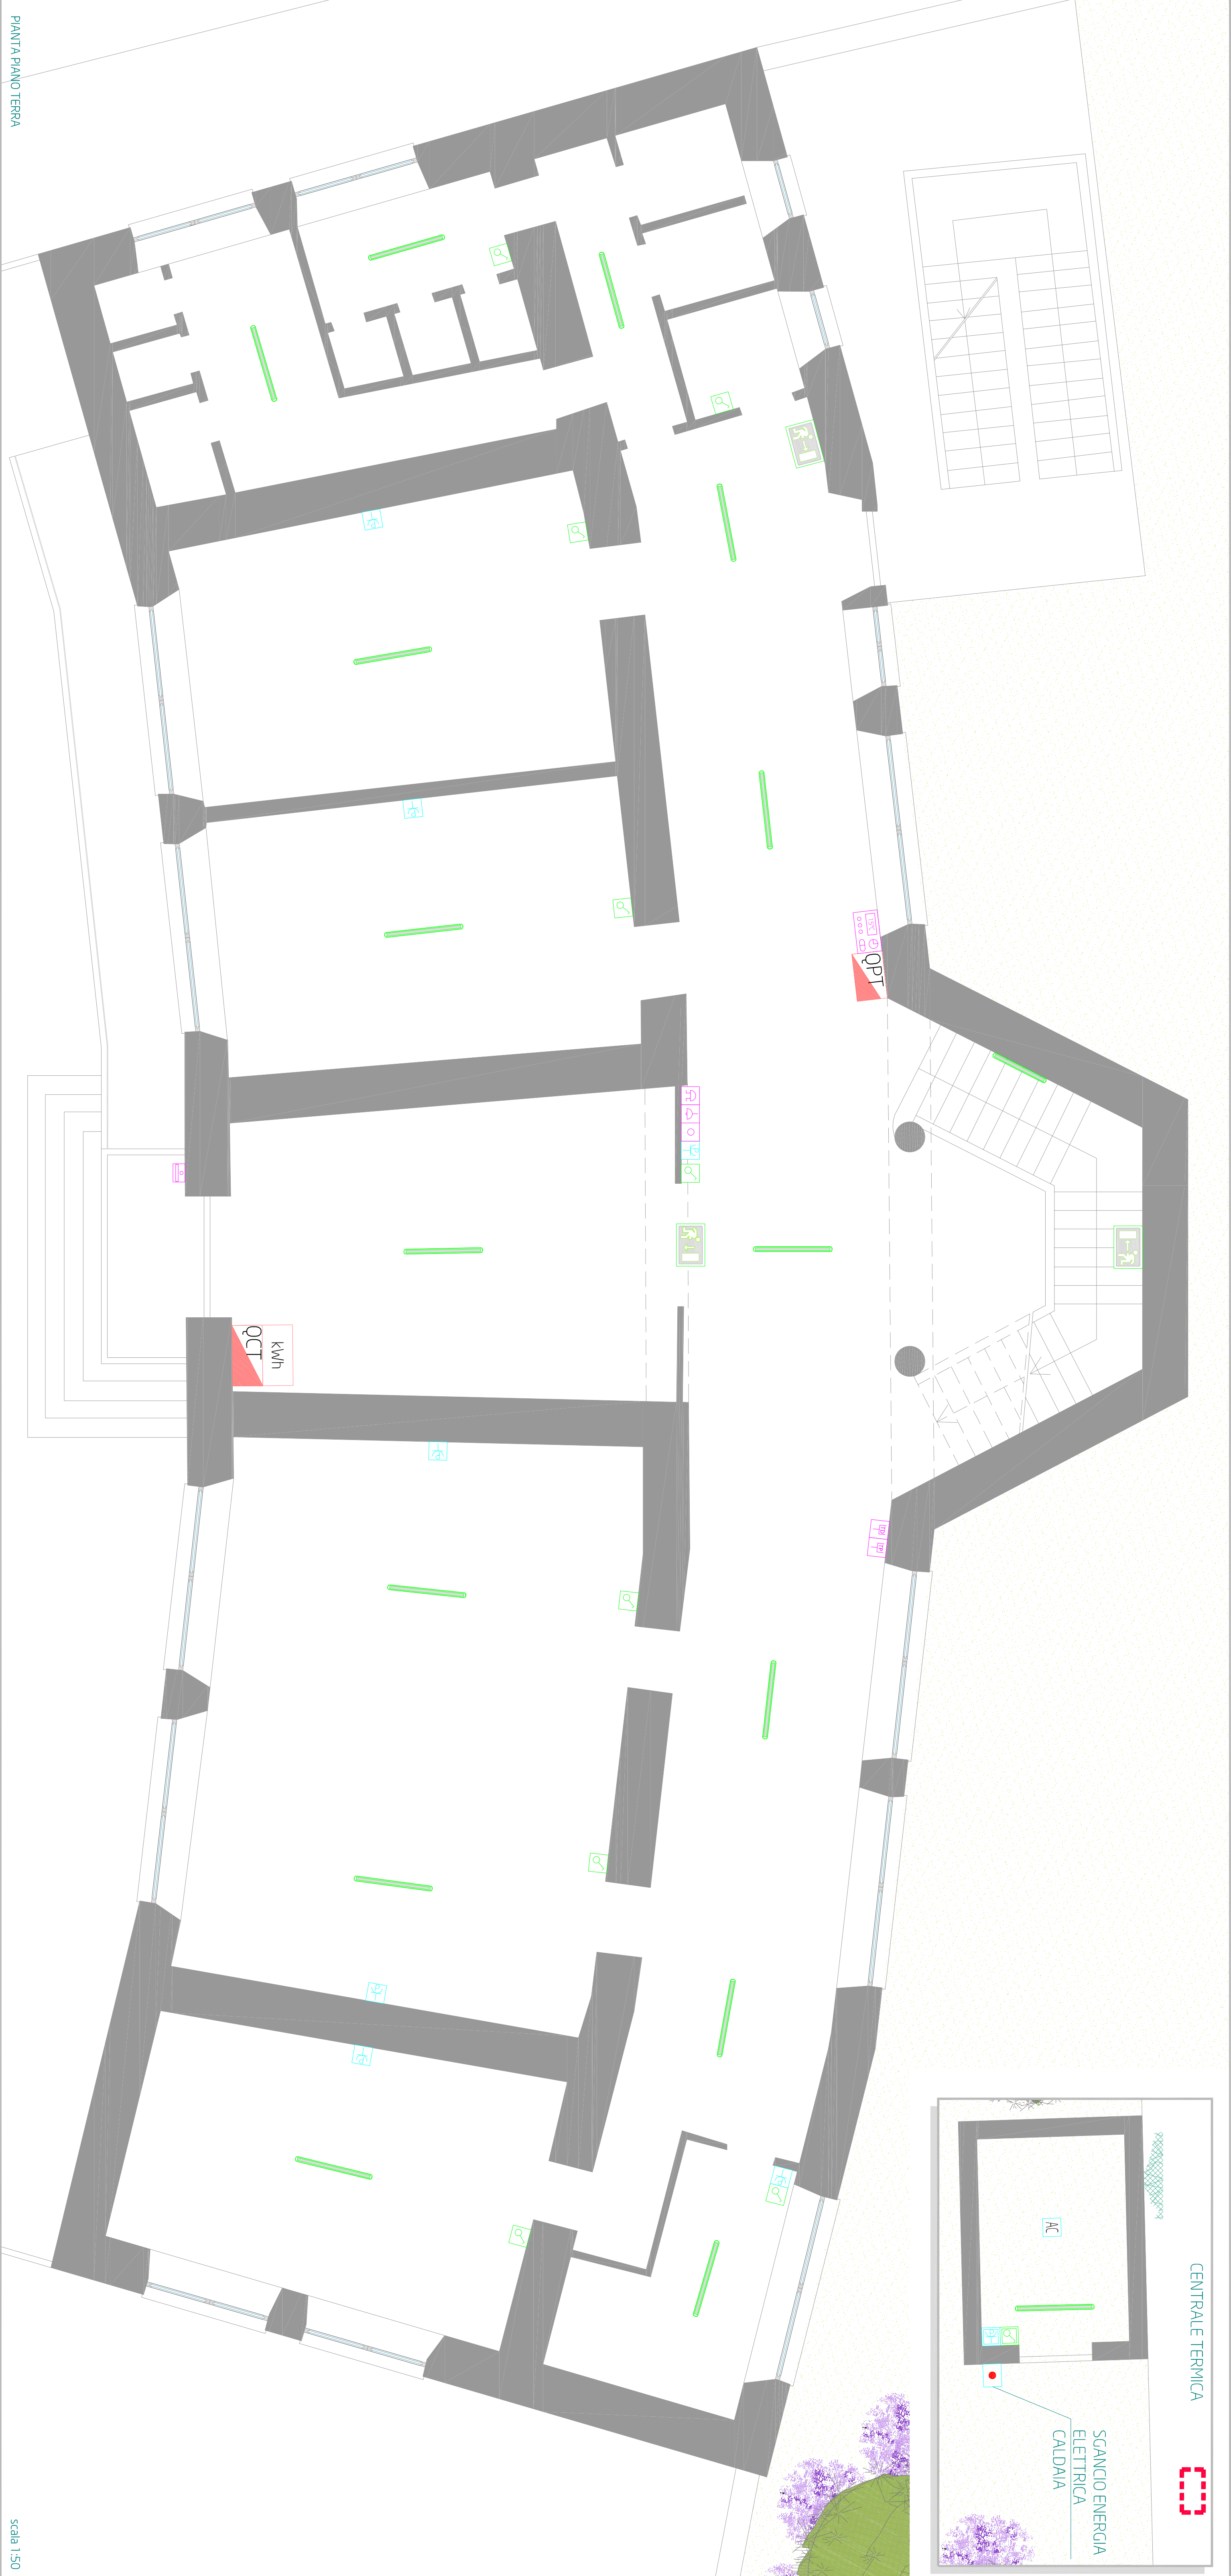 PIANTA PIANO TERRA
QPT
QCT
kWh
AC
CENTRALE TERMICA
SGANCIO ENERGIA
ELETTRICA
CALDAIA
scala 1:50